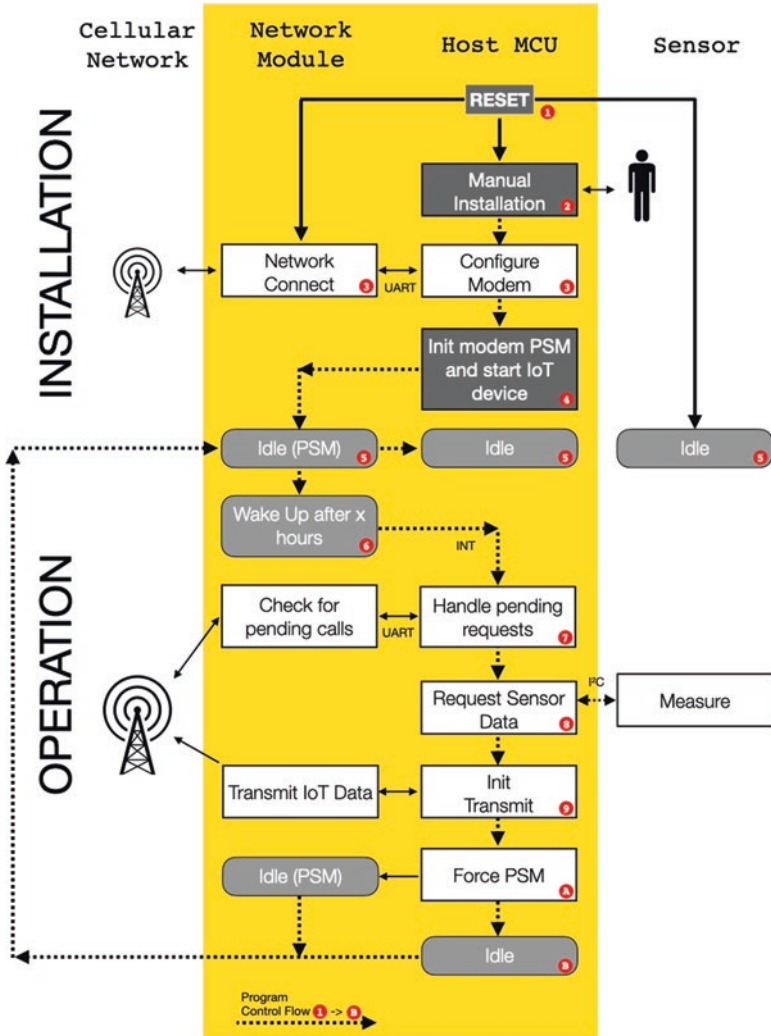 Cellular Network
Network Module
Host MCU
Sensor
INSTALLATION
RESET
1
Manual
Installation
2
Network
Connect
3
UART
Configure
Modem
3
Init modem PSM
and start IoT
device
4
Idle (PSM)
5
Idle
5
Idle
5
OPERATION
Wake Up after x
hours
6
INT
Check for
pending calls
UART
Handle pending
requests
7
Request Sensor
Data
8
I²C
Measure
Transmit IoT Data
Init
Transmit
9
Idle (PSM)
Force PSM
A
Idle
B
Program
Control Flow 1 -> B